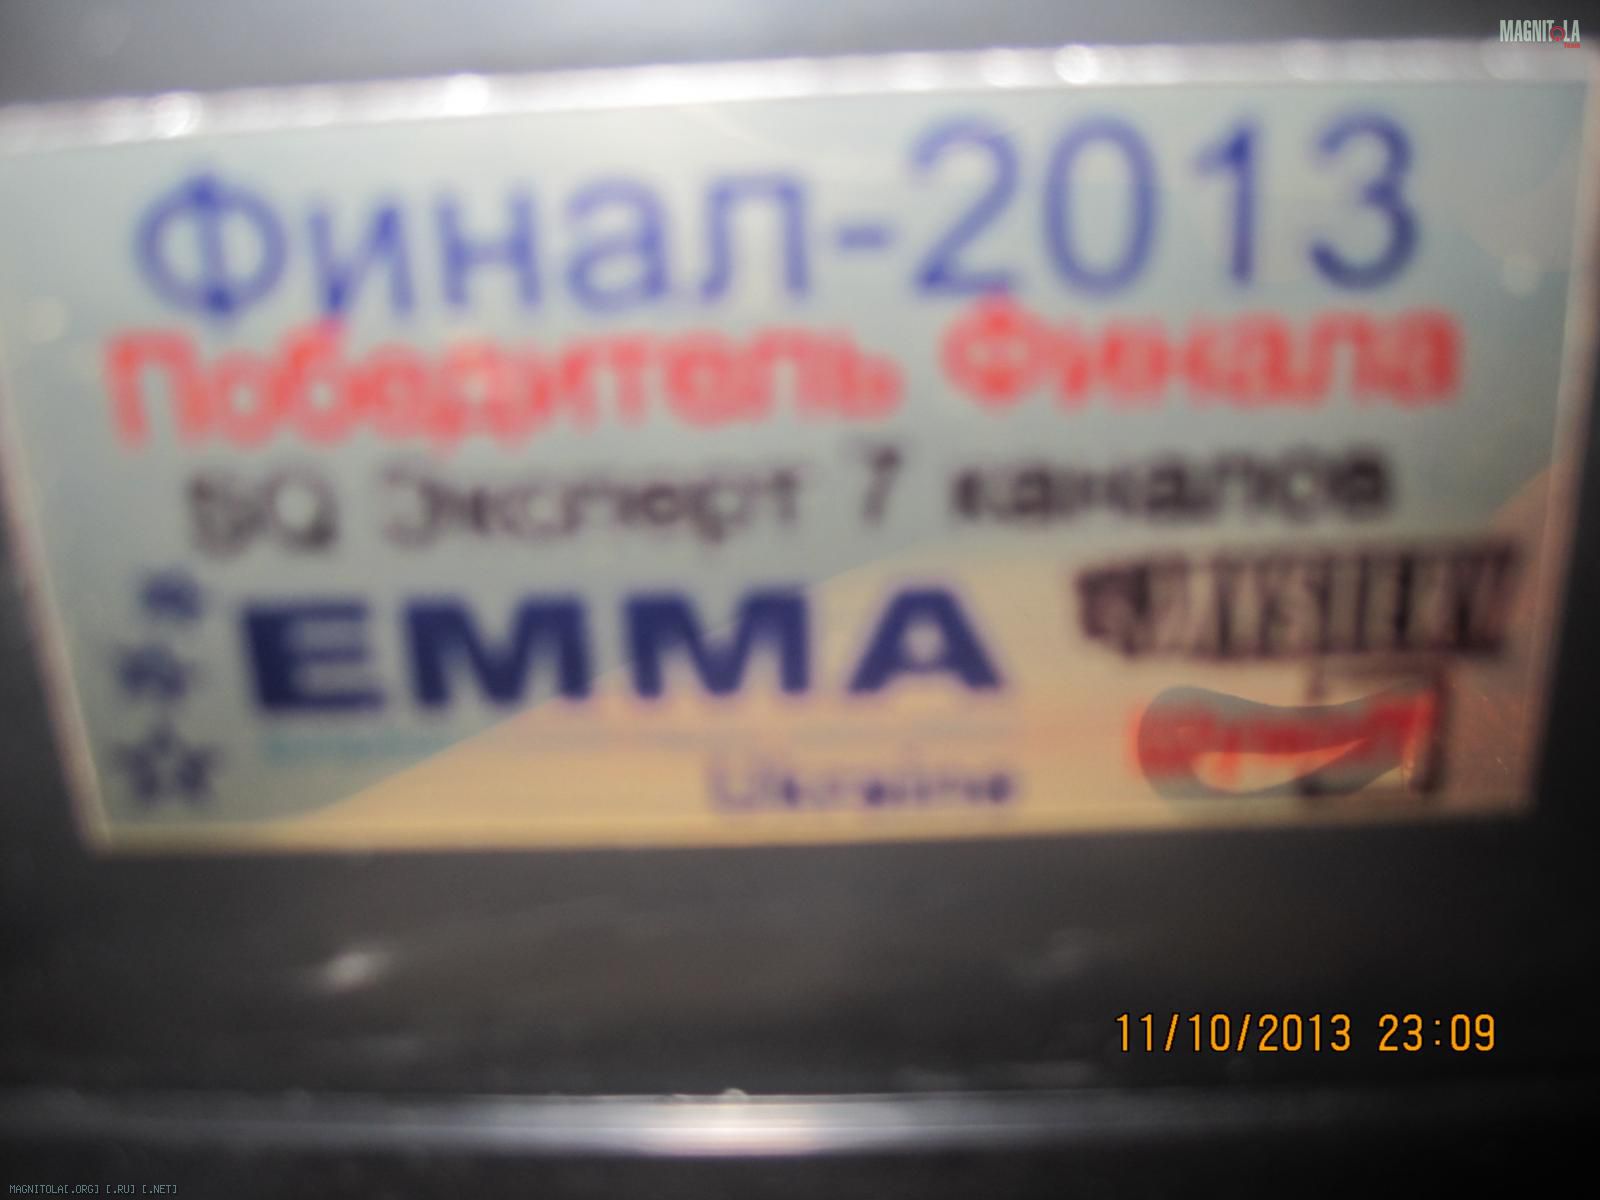 MAGNITOLA
Финал-2013
Победитель Финала
SQ Эксперт 7 каналов
EMMA
Ukraine
11/10/2013 23:09
MAGNITOLA[.ORG] [.RU] [.NET]